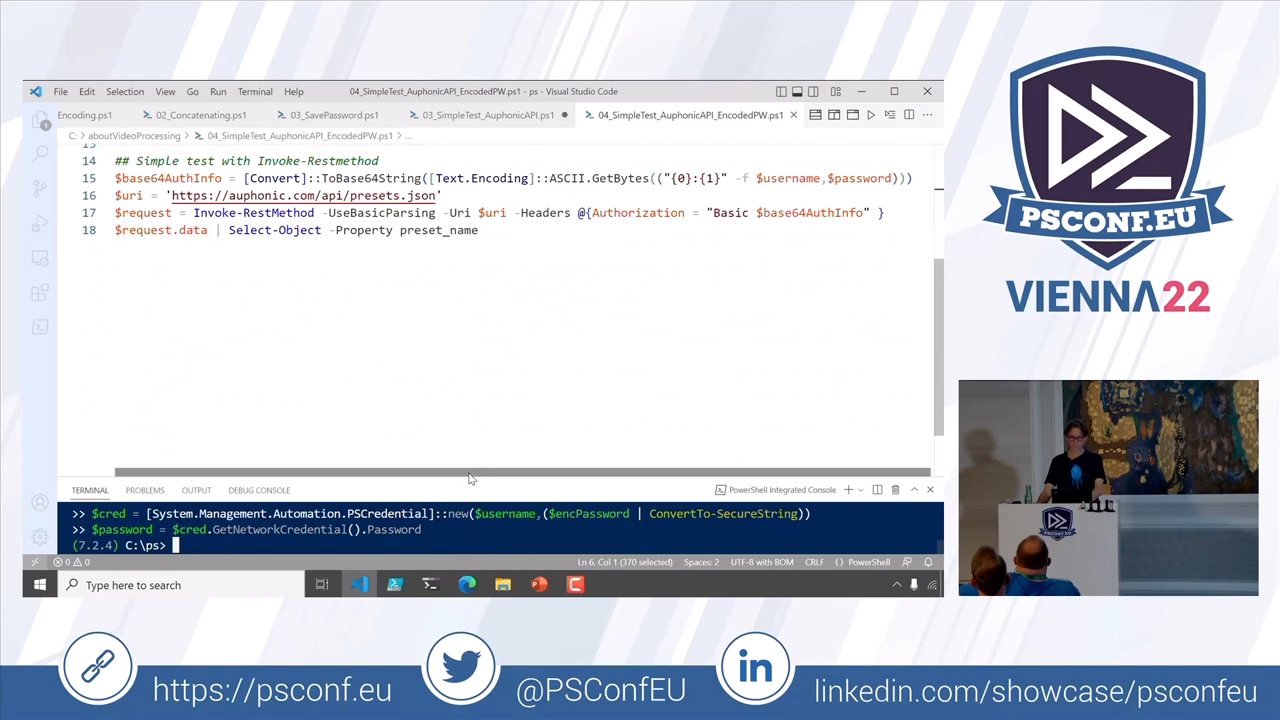 File Edit Selection View Go Run Terminal Help
04_SimpleTest_AuphonicAPI_EncodedPW.ps1 - ps - Visual Studio Code
Encoding.ps1
02_Concatenating.ps1
03_SavePassword.ps1
03_SimpleTest_AuphonicAPI.ps1
04_SimpleTest_AuphonicAPI_EncodedPW.ps1
C: > aboutVideoProcessing > 04_SimpleTest_AuphonicAPI_EncodedPW.ps1 > ...
14 ## Simple test with Invoke-Restmethod
15 $base64AuthInfo = [Convert]::ToBase64String([Text.Encoding]::ASCII.GetBytes(("{0}:{1}" -f $username,$password)))
16 $uri = 'https://auphonic.com/api/presets.json'
17 $request = Invoke-RestMethod -UseBasicParsing -Uri $uri -Headers @{Authorization = "Basic $base64AuthInfo" }
18 $request.data | Select-Object -Property preset_name
TERMINAL PROBLEMS OUTPUT DEBUG CONSOLE
PowerShell Integrated Console
>> $cred = [System.Management.Automation.PSCredential]::new($username,($encPassword | ConvertTo-SecureString))
>> $password = $cred.GetNetworkCredential().Password
(7.2.4) C:\ps>
0 0
Ln 6, Col 1 (370 selected) Spaces: 2 UTF-8 with BOM CRLF {} PowerShell
Type here to search
PSCONF.EU
VIENNA22
https://psconf.eu
@PSConfEU
in
linkedin.com/showcase/psconfeu